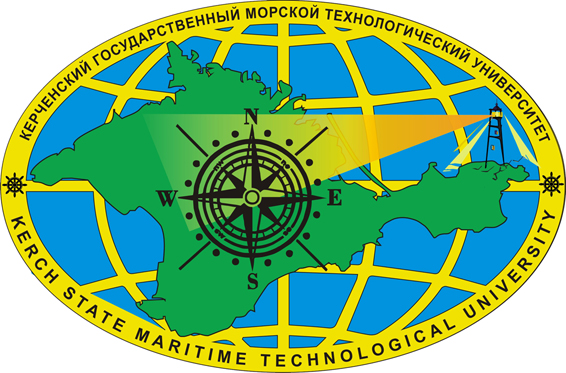 КЕРЧЕНСКИЙ ГОСУДАРСТВЕННЫЙ МОРСКОЙ ТЕХНОЛОГИЧЕСКИЙ УНИВЕРСИТЕТ
N
W E
S
KERCH STATE MARITIME TECHNOLOGICAL UNIVERSITY